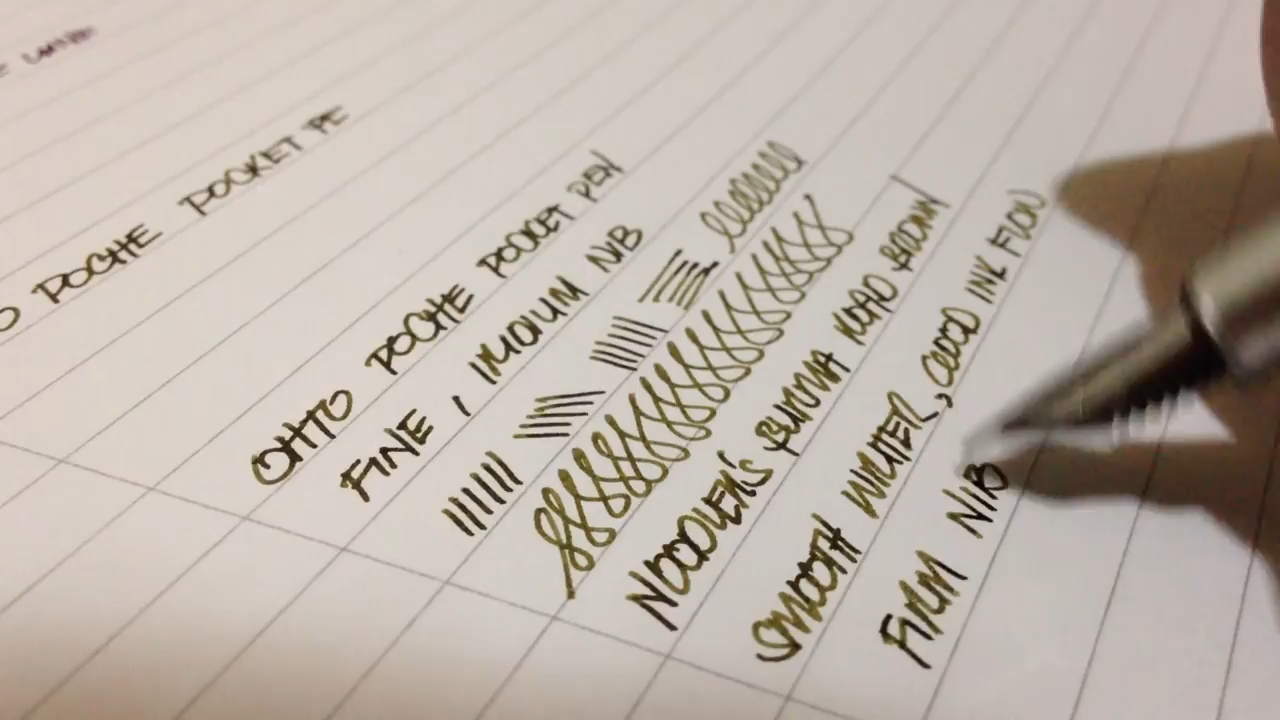 POCHE POCKET PE
OHTO POCHE POCKET PEN
FINE, IRIDIUM NIB
NOODLER'S BURMA ROAD BROWN
SMOOTH WRITER, GOOD INK FLOW
FIRM NIB